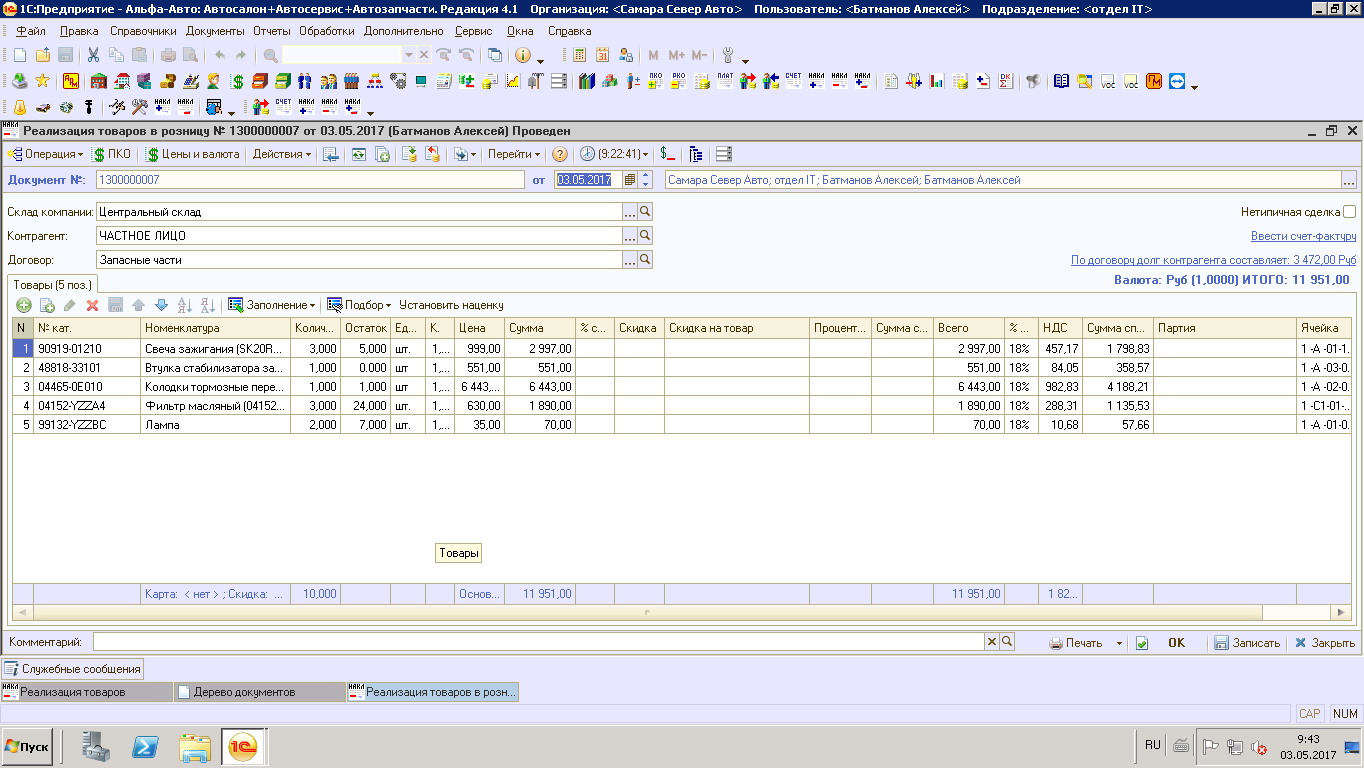 1С:Предприятие - Альфа-Авто: Автосалон+Автосервис+Автозапчасти. Редакция 4.1 Организация: <Самара Север Авто> Пользователь: <Батманов Алексей> Подразделение: <отдел IT>
Файл Правка Справочники Документы Отчеты Обработки Дополнительно Сервис Окна Справка
M M+ M−
Реализация товаров в розницу № 1300000007 от 03.05.2017 (Батманов Алексей) Проведен
Операция ПКО Цены и валюта Действия Перейти (9:22:41)
Документ №: 1300000007 от 03.05.2017 Самара Север Авто; отдел IT; Батманов Алексей; Батманов Алексей ...
Склад компании: Центральный склад ... Нетипичная сделка
Контрагент: ЧАСТНОЕ ЛИЦО ... Ввести счет-фактуру
Договор: Запасные части ... По договору долг контрагента составляет: 3 472,00 Руб
Валюта: Руб (1,0000) ИТОГО: 11 951,00
Товары (5 поз.)
Заполнение Подбор Установить наценку
N № кат. Номенклатура Колич... Остаток Ед... К. Цена Сумма % с... Скидка Скидка на товар Процент... Сумма с... Всего % ... НДС Сумма сп... Партия Ячейка
1 90919-01210 Свеча зажигания (SK20R... 3,000 5,000 шт. 1,... 999,00 2 997,00 2 997,00 18% 457,17 1 798,83 1 -А -01-1.
2 48818-33101 Втулка стабилизатора за... 1,000 0.000 шт 1,... 551,00 551,00 551,00 18% 84,05 358,57 1 -А -03-0.
3 04465-0E010 Колодки тормозные пере... 1,000 1,000 шт 1,... 6 443,... 6 443,00 6 443,00 18% 982,83 4 188,21 1 -А -02-0.
4 04152-YZZA4 Фильтр масляный (04152... 3,000 24,000 шт. 1,... 630,00 1 890,00 1 890,00 18% 288,31 1 135,53 1 -С1-01-..
5 99132-YZZBC Лампа 2,000 7,000 шт. 1,... 35,00 70,00 70,00 18% 10,68 57,66 1 -А -01-0.
Товары
Карта: < нет > ; Скидка: ... 10,000 Основ... 11 951,00 11 951,00 1 82...
Комментарий: Печать OK Записать Закрыть
Служебные сообщения
Реализация товаров Дерево документов Реализация товаров в розн...
CAP NUM
Пуск RU 9:43
03.05.2017